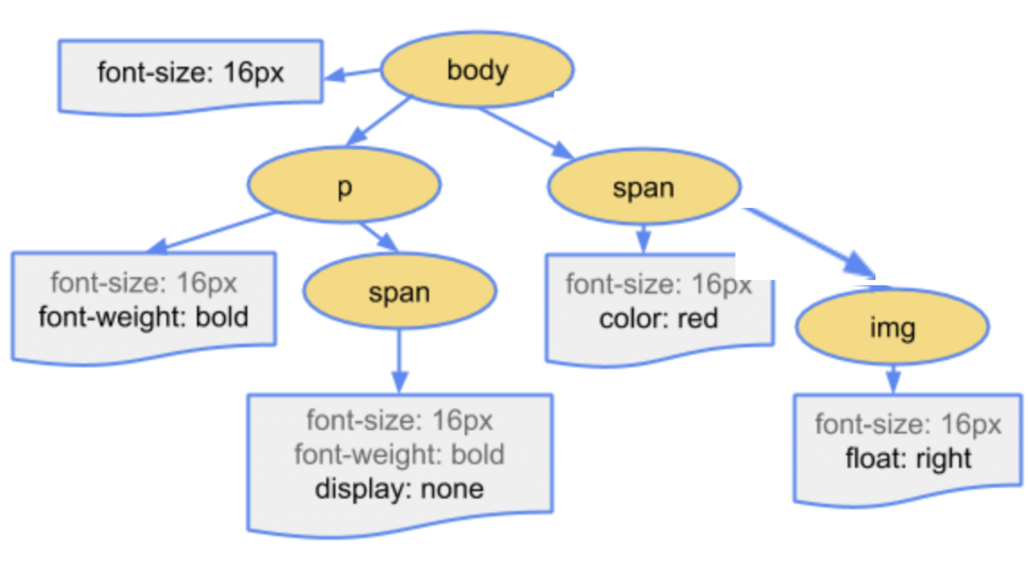 font-size: 16px
body
p
span
font-size: 16px
font-weight: bold
span
font-size: 16px
color: red
img
font-size: 16px
font-weight: bold
display: none
font-size: 16px
float: right